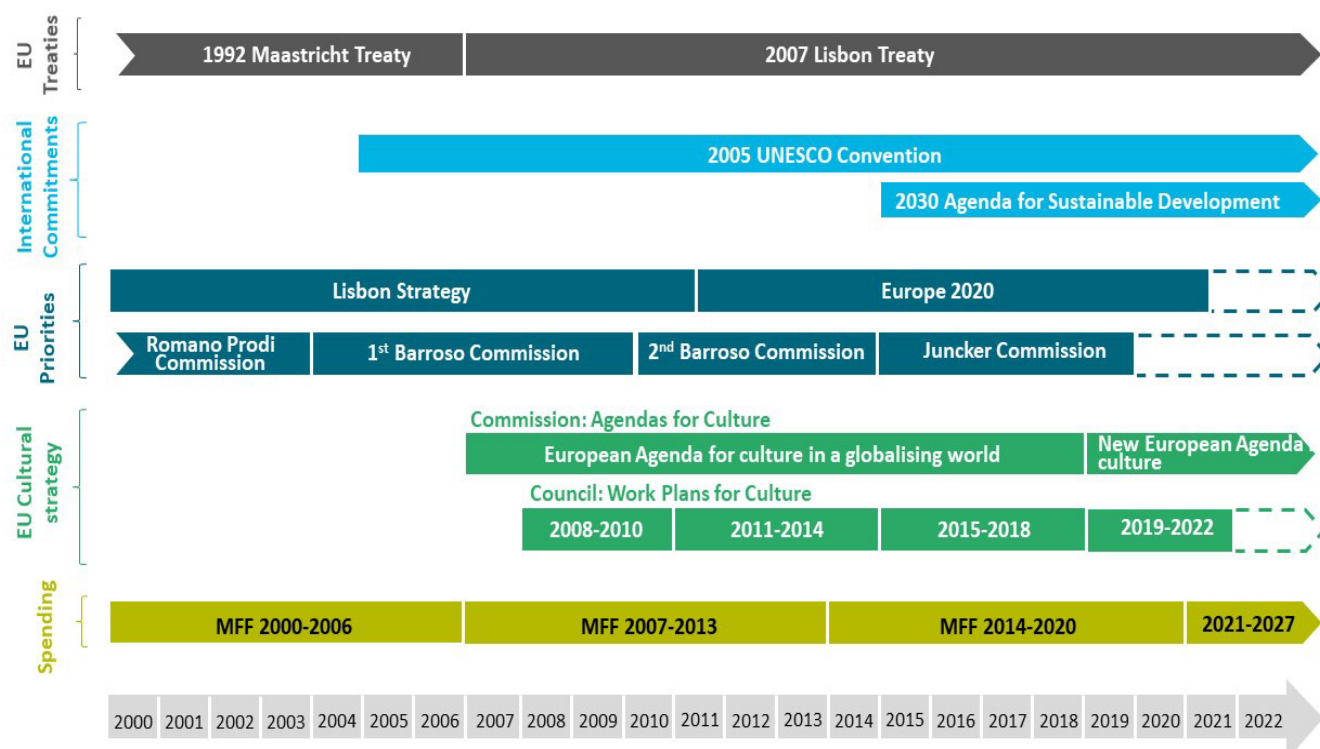 EU
Treaties
1992 Maastricht Treaty
2007 Lisbon Treaty
International
Commitments
2005 UNESCO Convention
2030 Agenda for Sustainable Development
EU
Priorities
Lisbon Strategy
Europe 2020
Romano Prodi
Commission
1st Barroso Commission
2nd Barroso Commission
Juncker Commission
EU Cultural
strategy
Commission: Agendas for Culture
European Agenda for culture in a globalising world
New European Agenda
culture
Council: Work Plans for Culture
2008-2010
2011-2014
2015-2018
2019-2022
Spending
MFF 2000-2006
MFF 2007-2013
MFF 2014-2020
2021-2027
2000 2001 2002 2003 2004 2005 2006 2007 2008 2009 2010 2011 2012 2013 2014 2015 2016 2017 2018 2019 2020 2021 2022